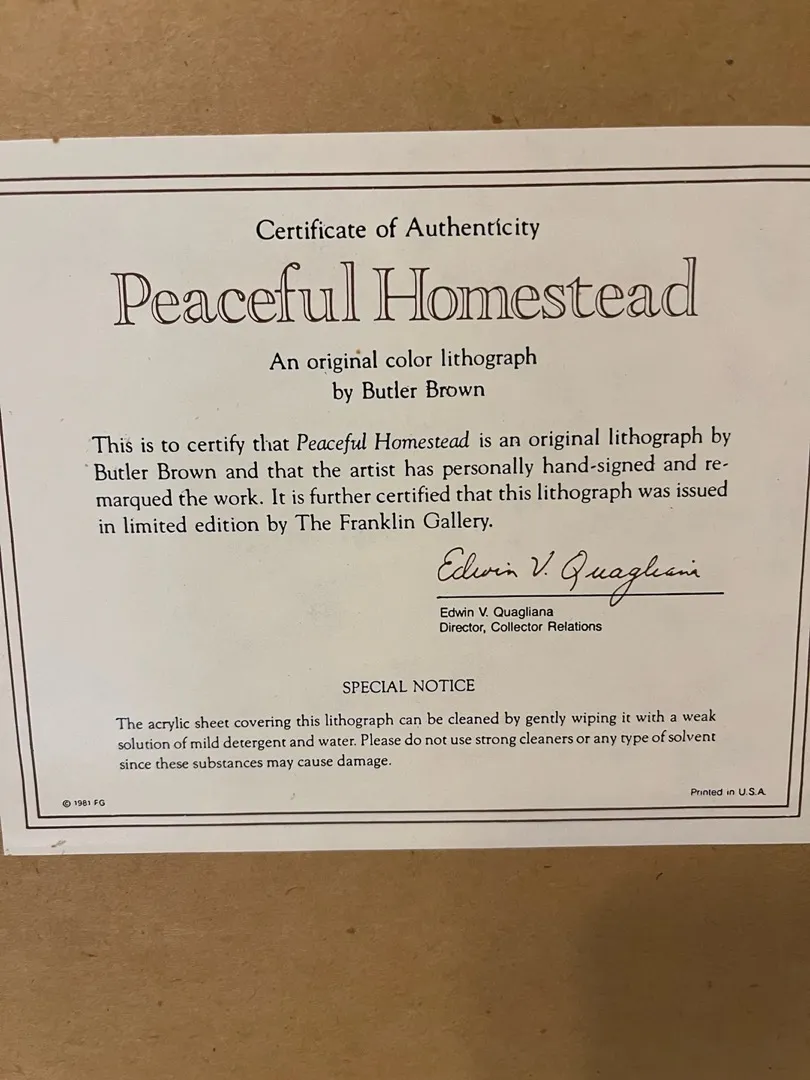 Certificate of Authenticity
Peaceful Homestead
An original color lithograph
by Butler Brown
This is to certify that Peaceful Homestead is an original lithograph by
Butler Brown and that the artist has personally hand-signed and re-
marqued the work. It is further certified that this lithograph was issued
in limited edition by The Franklin Gallery.
Edwin V. Quagliana
Edwin V. Quagliana
Director, Collector Relations
SPECIAL NOTICE
The acrylic sheet covering this lithograph can be cleaned by gently wiping it with a weak
solution of mild detergent and water. Please do not use strong cleaners or any type of solvent
since these substances may cause damage.
© 1981 FG
Printed in U.S.A.